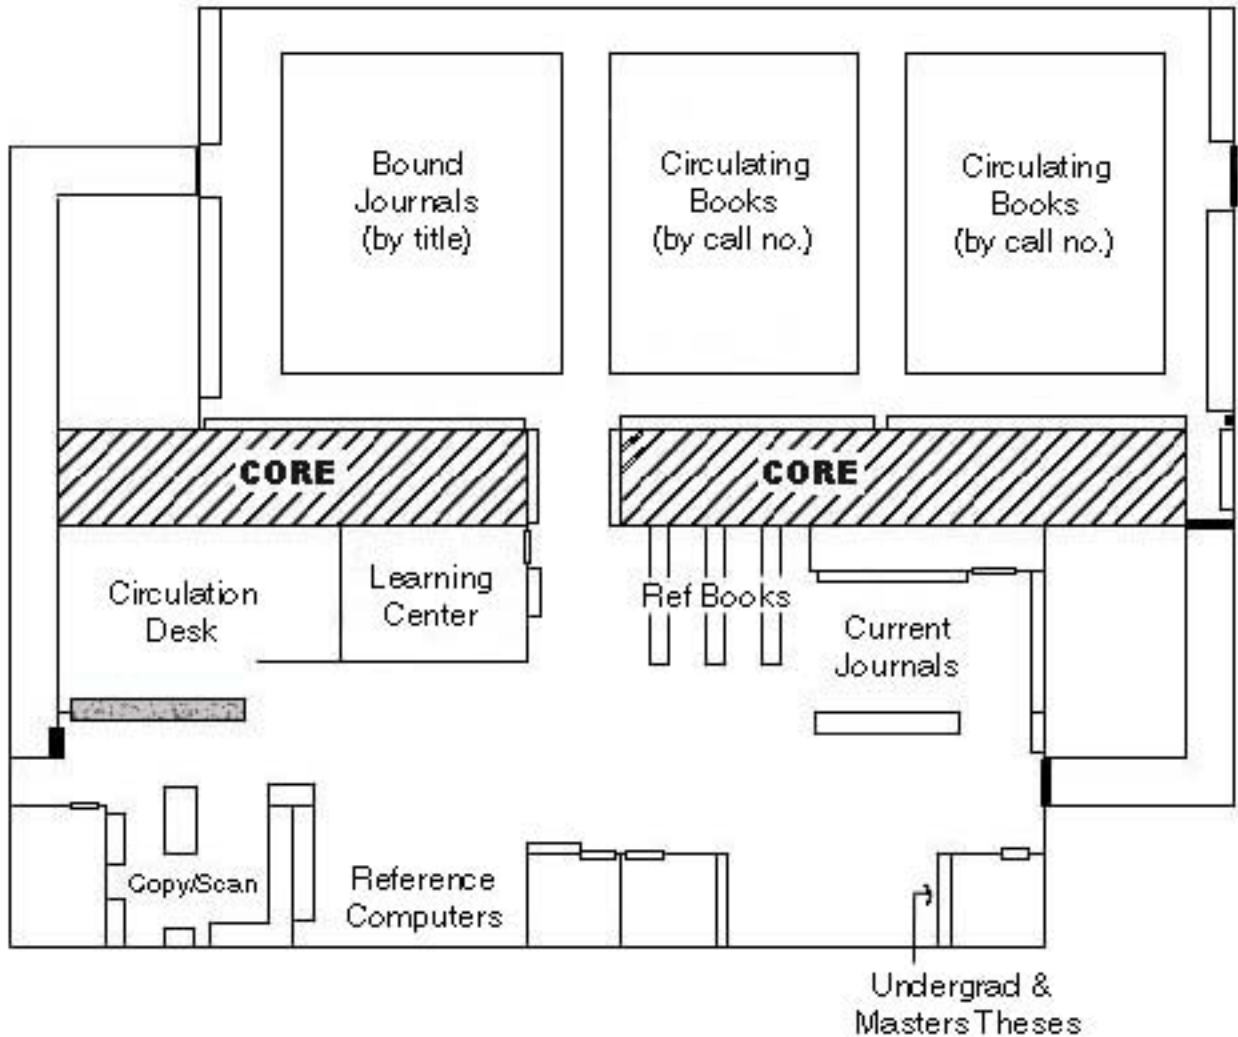 Bound
Journals
(by title)
Circulating
Books
(by call no.)
Circulating
Books
(by call no.)
CORE
CORE
Circulation
Desk
Learning
Center
Ref Books
Current
Journals
Copy/Scan
Reference
Computers
Undergrad &
Masters Theses